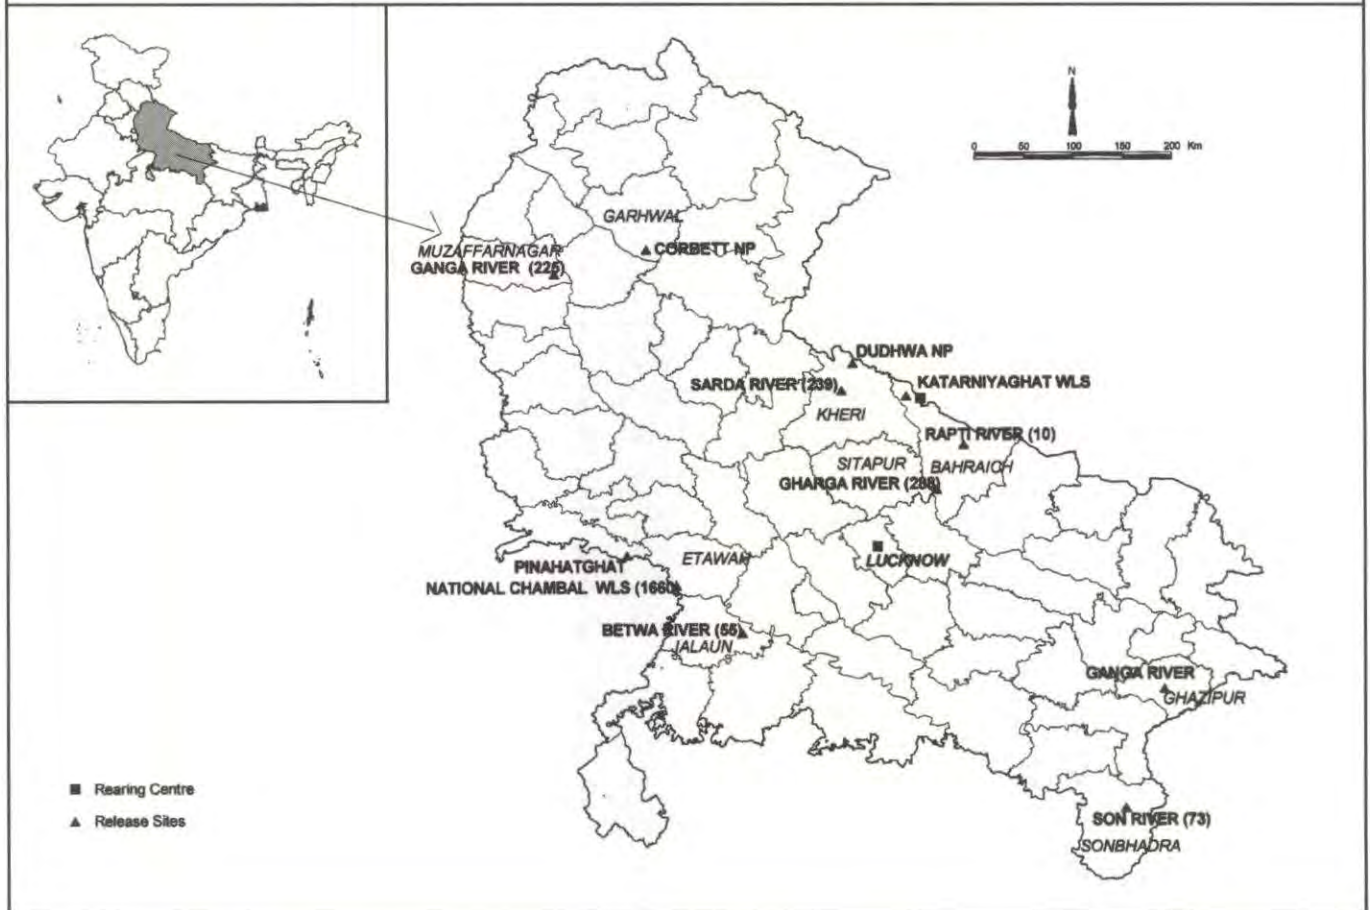 N
0 50 100 150 200 Km
GARHWAL
MUZAFFARNAGAR
CORBETT NP
GANGA RIVER (225)
DUDHWA NP
SARDA RIVER (239)
KATARNIYAGHAT WLS
KHERI
RAPTI RIVER (10)
SITAPUR
BAHRAICH
GHARGA RIVER (288)
ETAWAH
LUCKNOW
PINAHATGHAT
NATIONAL CHAMBAL WLS (1660)
BETWA RIVER (55)
JALAUN
GANGA RIVER
GHAZIPUR
Rearing Centre
Release Sites
SON RIVER (73)
SONBHADRA